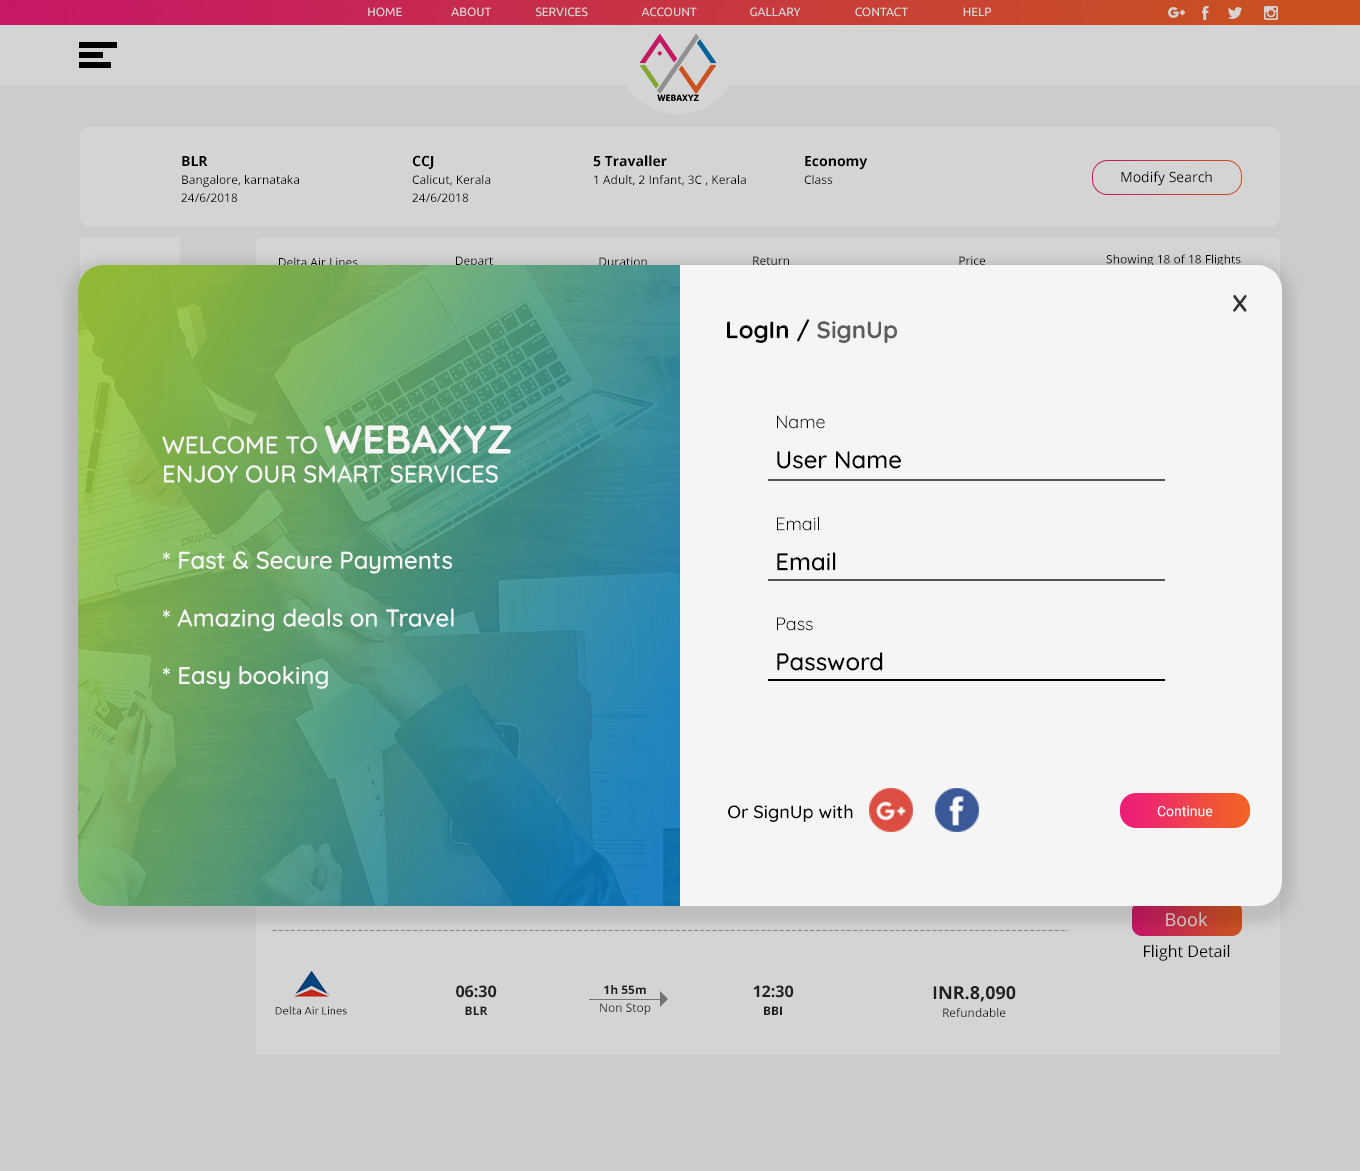 HOME ABOUT SERVICES ACCOUNT GALLARY CONTACT HELP
WEBAXYZ
BLR CCJ 5 Travaller Economy
Bangalore, karnataka Calicut, Kerala 1 Adult, 2 Infant, 3C , Kerala Class
24/6/2018 24/6/2018
Modify Search
Delta Air Lines Depart Duration Return Price Showing 18 of 18 Flights
X
LogIn / SignUp
WELCOME TO WEBAXYZ
ENJOY OUR SMART SERVICES
* Fast & Secure Payments
* Amazing deals on Travel
* Easy booking
Name
User Name
Email
Email
Pass
Password
Or SignUp with G+ f Continue
Book
Flight Detail
06:30 1h 55m 12:30 INR.8,090
Delta Air Lines BLR Non Stop BBI Refundable